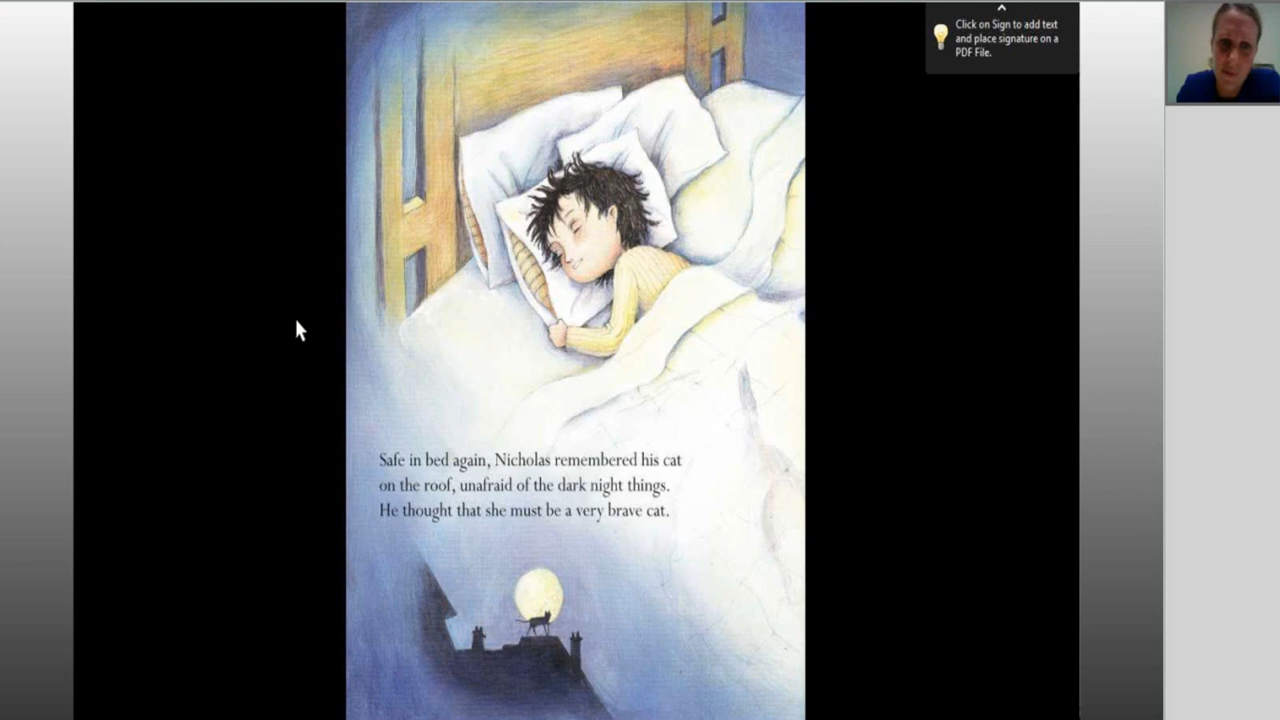 Click on Sign to add text
and place signature on a
PDF File.
Safe in bed again, Nicholas remembered his cat
on the roof, unafraid of the dark night things.
He thought that she must be a very brave cat.